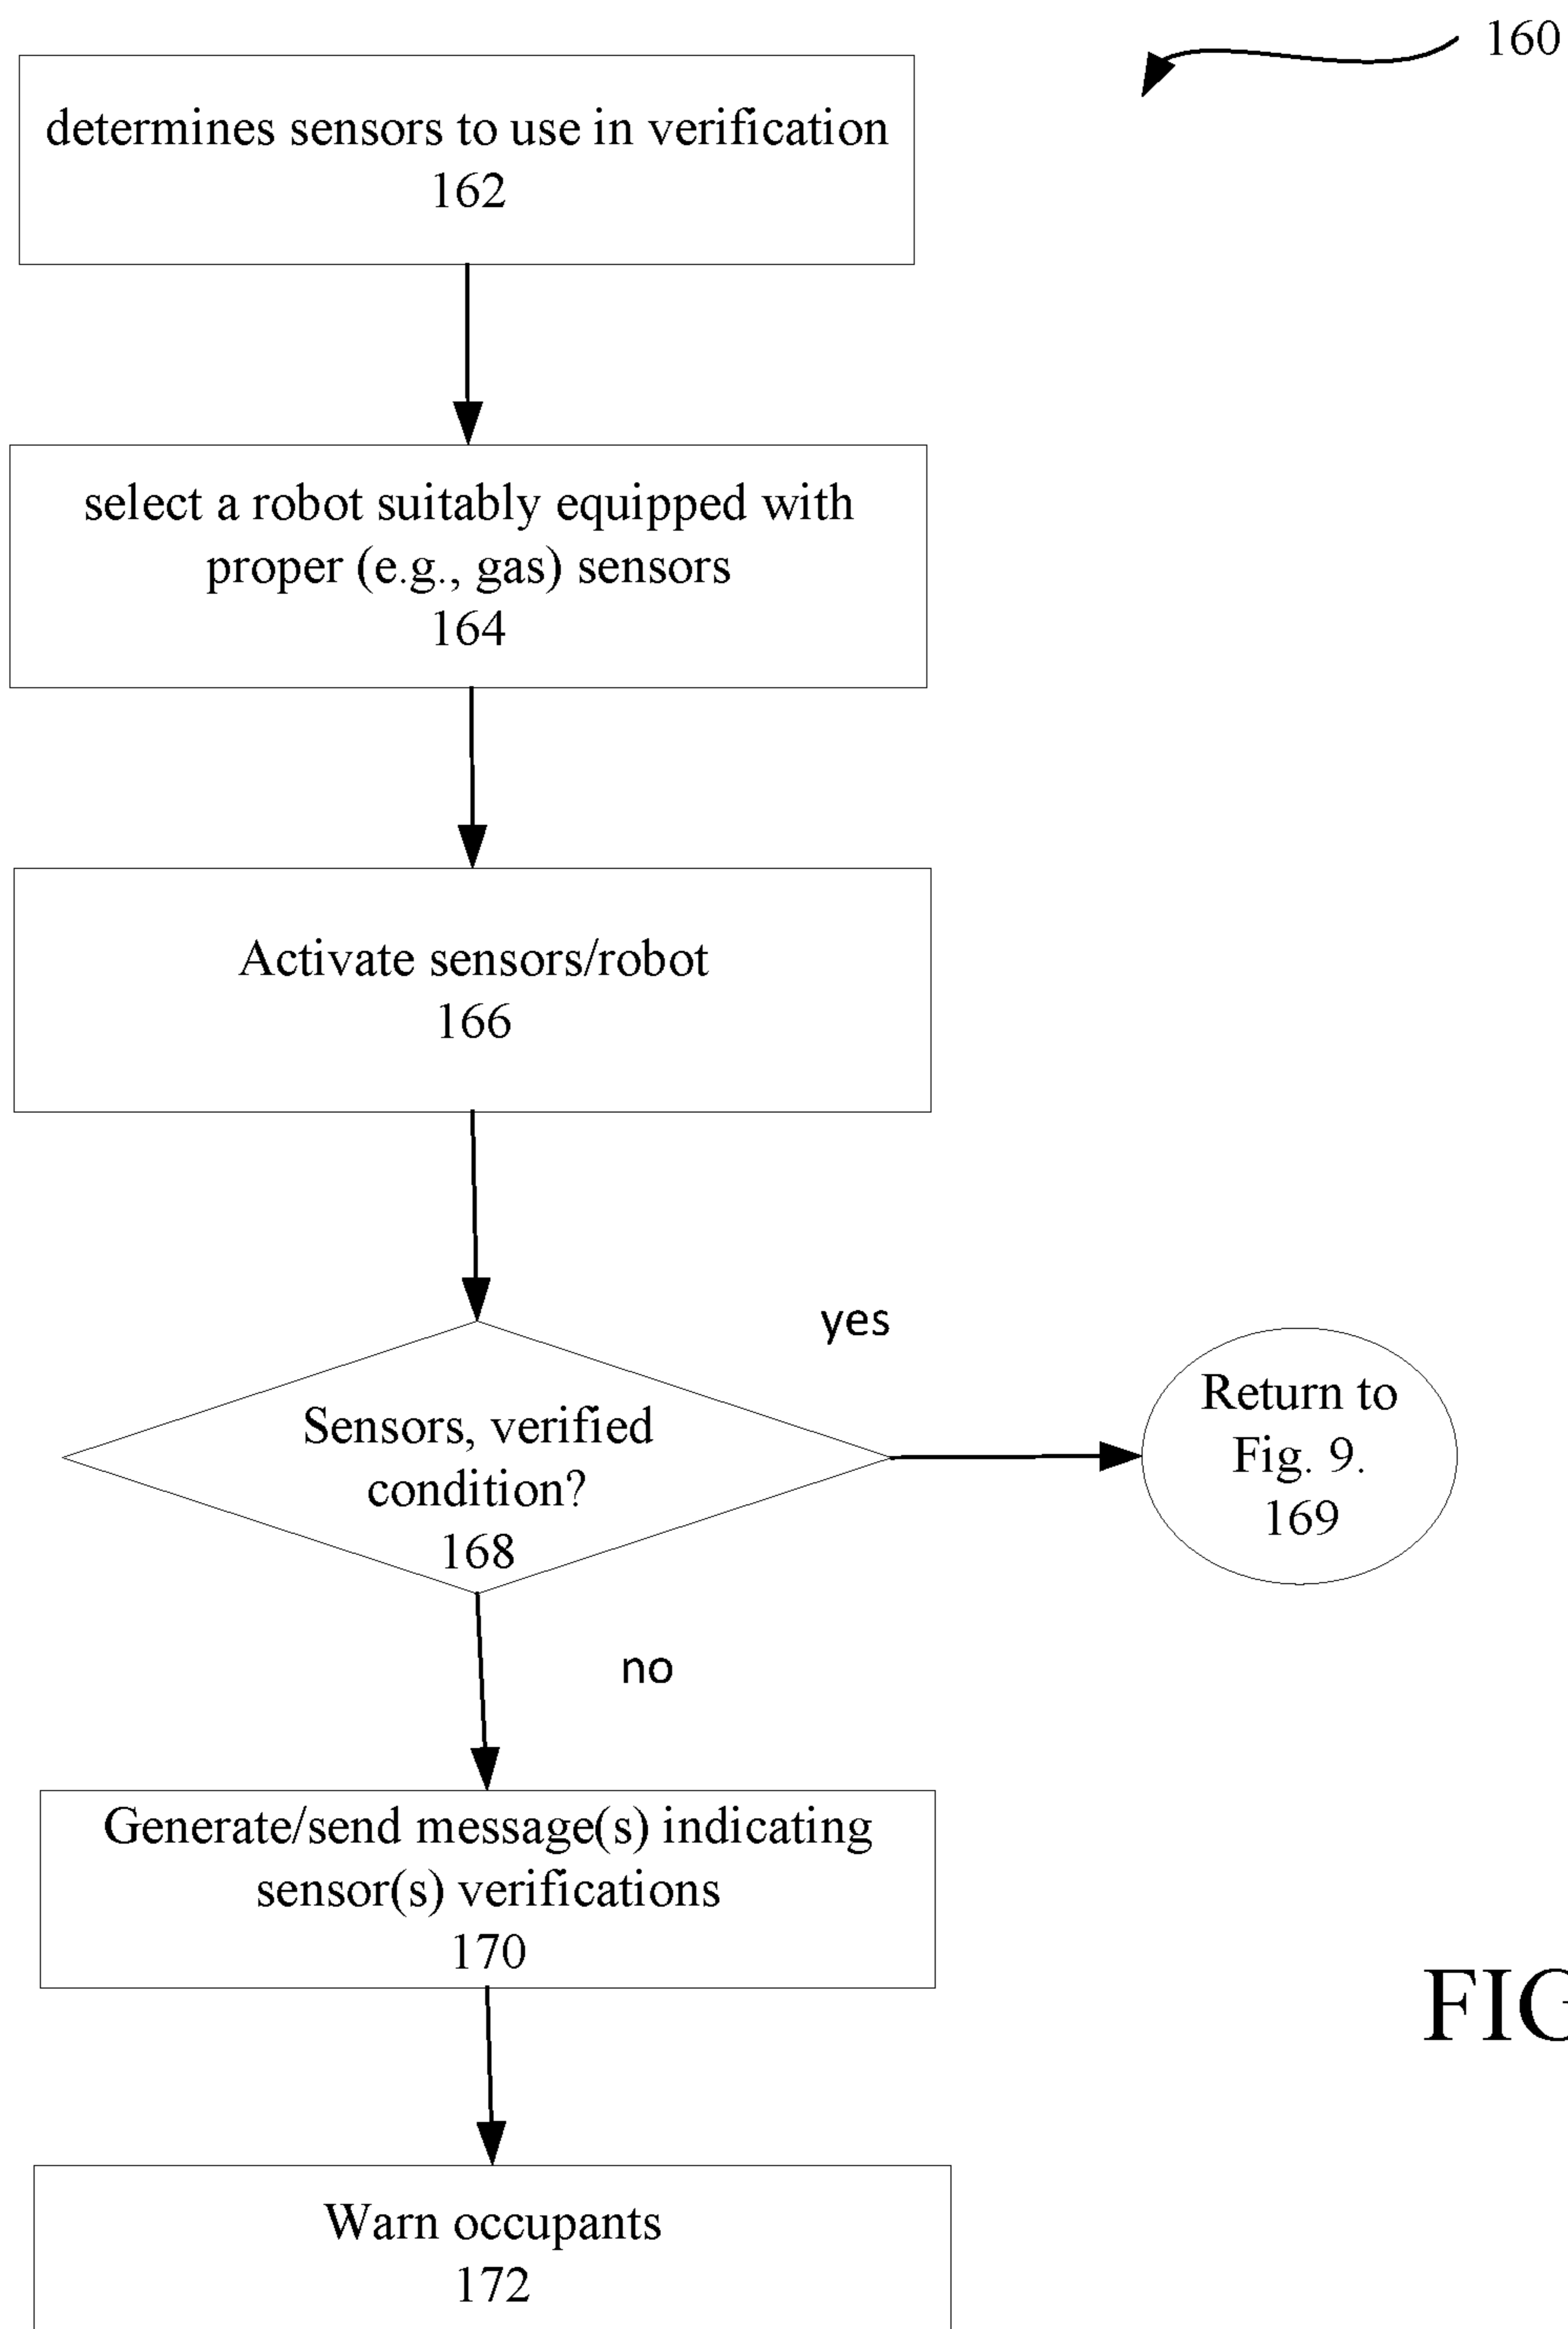 160
determines sensors to use in verification
162
select a robot suitably equipped with
proper (e.g., gas) sensors
164
Activate sensors/robot
166
yes
Sensors, verified
condition?
168
Return to
Fig. 9.
169
no
Generate/send message(s) indicating
sensor(s) verifications
170
FIG
Warn occupants
172